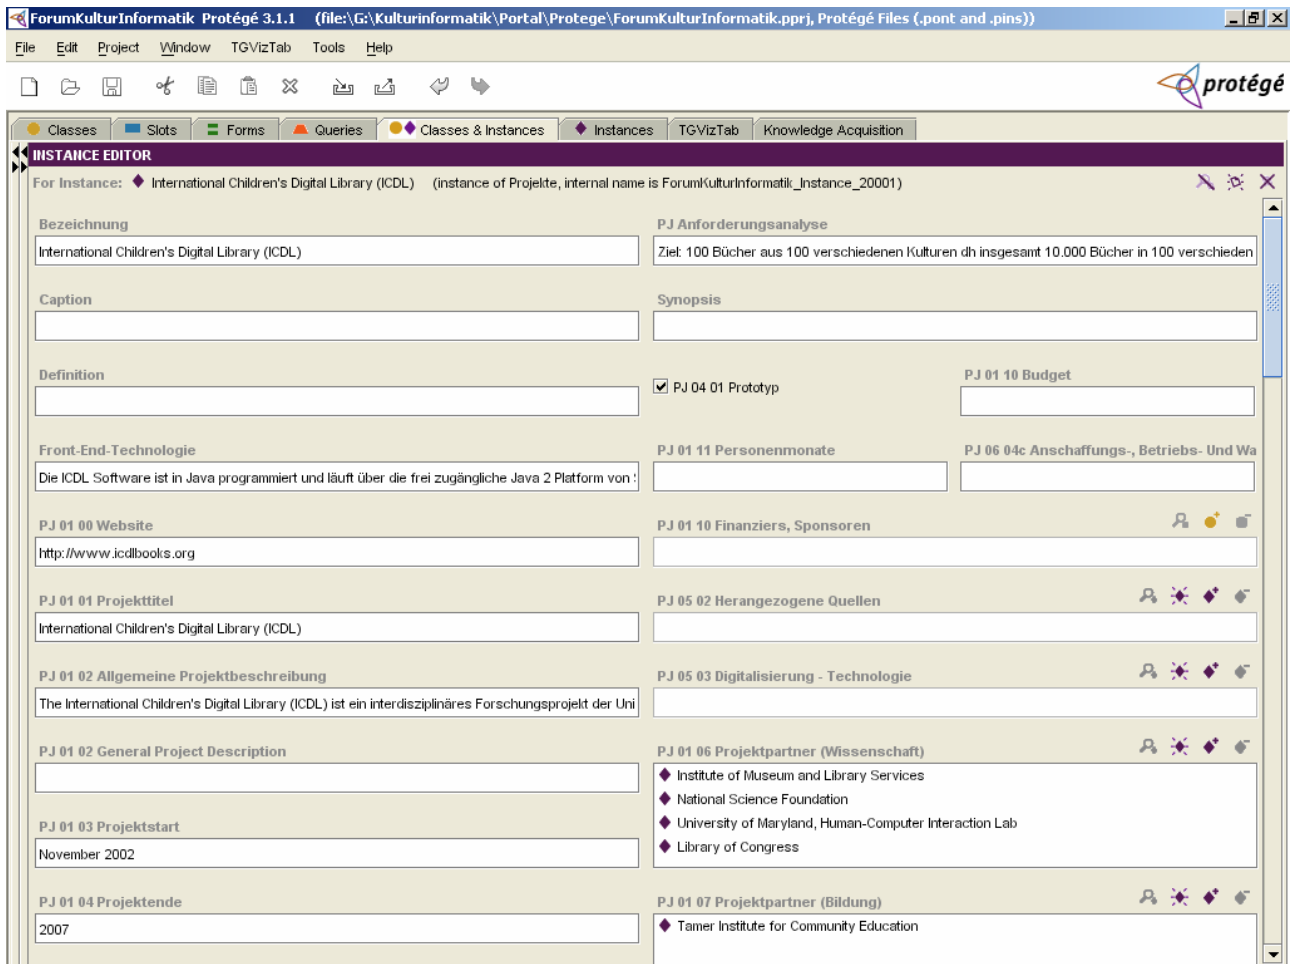 ForumKulturInformatik Protégé 3.1.1 (file:\G:\Kulturinformatik\Portal\Protege\ForumKulturInformatik.pprj, Protégé Files (.pont and .pins))
File Edit Project Window TGVizTab Tools Help
protégé
Classes Slots Forms Queries Classes & Instances Instances TGVizTab Knowledge Acquisition
INSTANCE EDITOR
For Instance: International Children's Digital Library (ICDL) (instance of Projekte, internal name is ForumKulturInformatik_Instance_20001)
Bezeichnung
International Children's Digital Library (ICDL)
Caption
Definition
Front-End-Technologie
Die ICDL Software ist in Java programmiert und läuft über die frei zugängliche Java 2 Platform von
PJ 01 00 Website
http://www.icdlbooks.org
PJ 01 01 Projekttitel
International Children's Digital Library (ICDL)
PJ 01 02 Allgemeine Projektbeschreibung
The International Children's Digital Library (ICDL) ist ein interdisziplinäres Forschungsprojekt der Uni
PJ 01 02 General Project Description
PJ 01 03 Projektstart
November 2002
PJ 01 04 Projektende
2007
PJ Anforderungsanalyse
Ziel: 100 Bücher aus 100 verschiedenen Kulturen dh insgesamt 10.000 Bücher in 100 verschieden
Synopsis
PJ 04 01 Prototyp
PJ 01 10 Budget
PJ 01 11 Personenmonate
PJ 06 04c Anschaffungs-, Betriebs- Und Wa
PJ 01 10 Finanziers, Sponsoren
PJ 05 02 Herangezogene Quellen
PJ 05 03 Digitalisierung - Technologie
PJ 01 06 Projektpartner (Wissenschaft)
Institute of Museum and Library Services
National Science Foundation
University of Maryland, Human-Computer Interaction Lab
Library of Congress
PJ 01 07 Projektpartner (Bildung)
Tamer Institute for Community Education